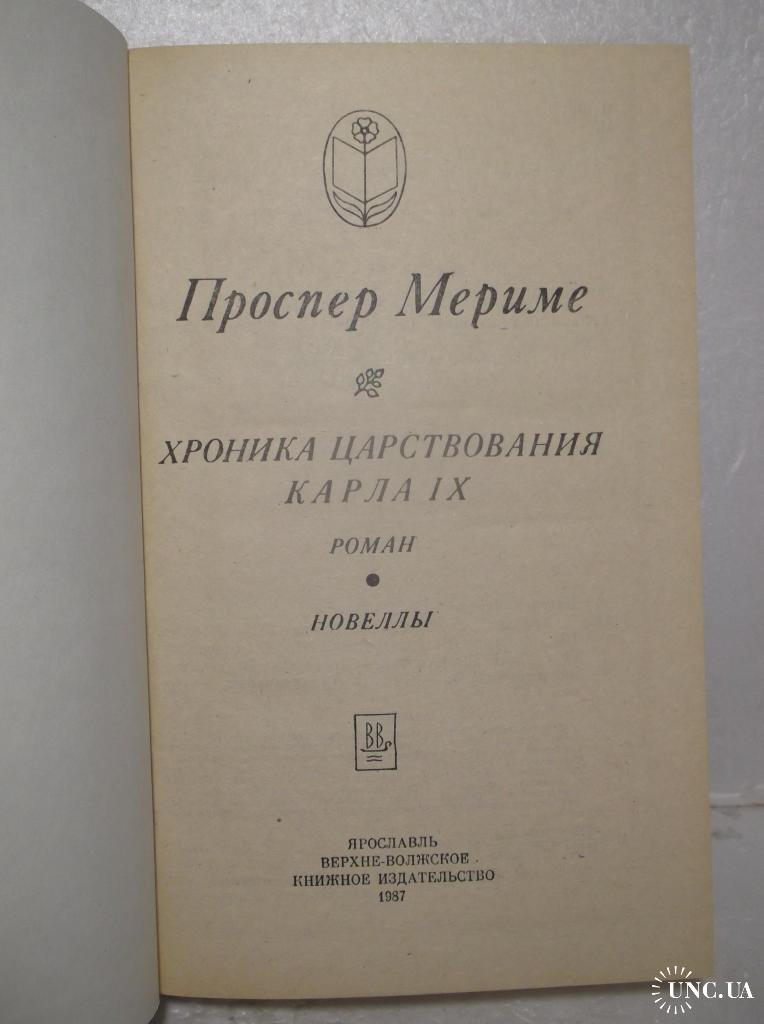 Проспер Мериме
ХРОНИКА ЦАРСТВОВАНИЯ
КАРЛА IX
РОМАН
НОВЕЛЛЫ
ВВ
ЯРОСЛАВЛЬ
ВЕРХНЕ-ВОЛЖСКОЕ
КНИЖНОЕ ИЗДАТЕЛЬСТВО
1987
UNC.UA